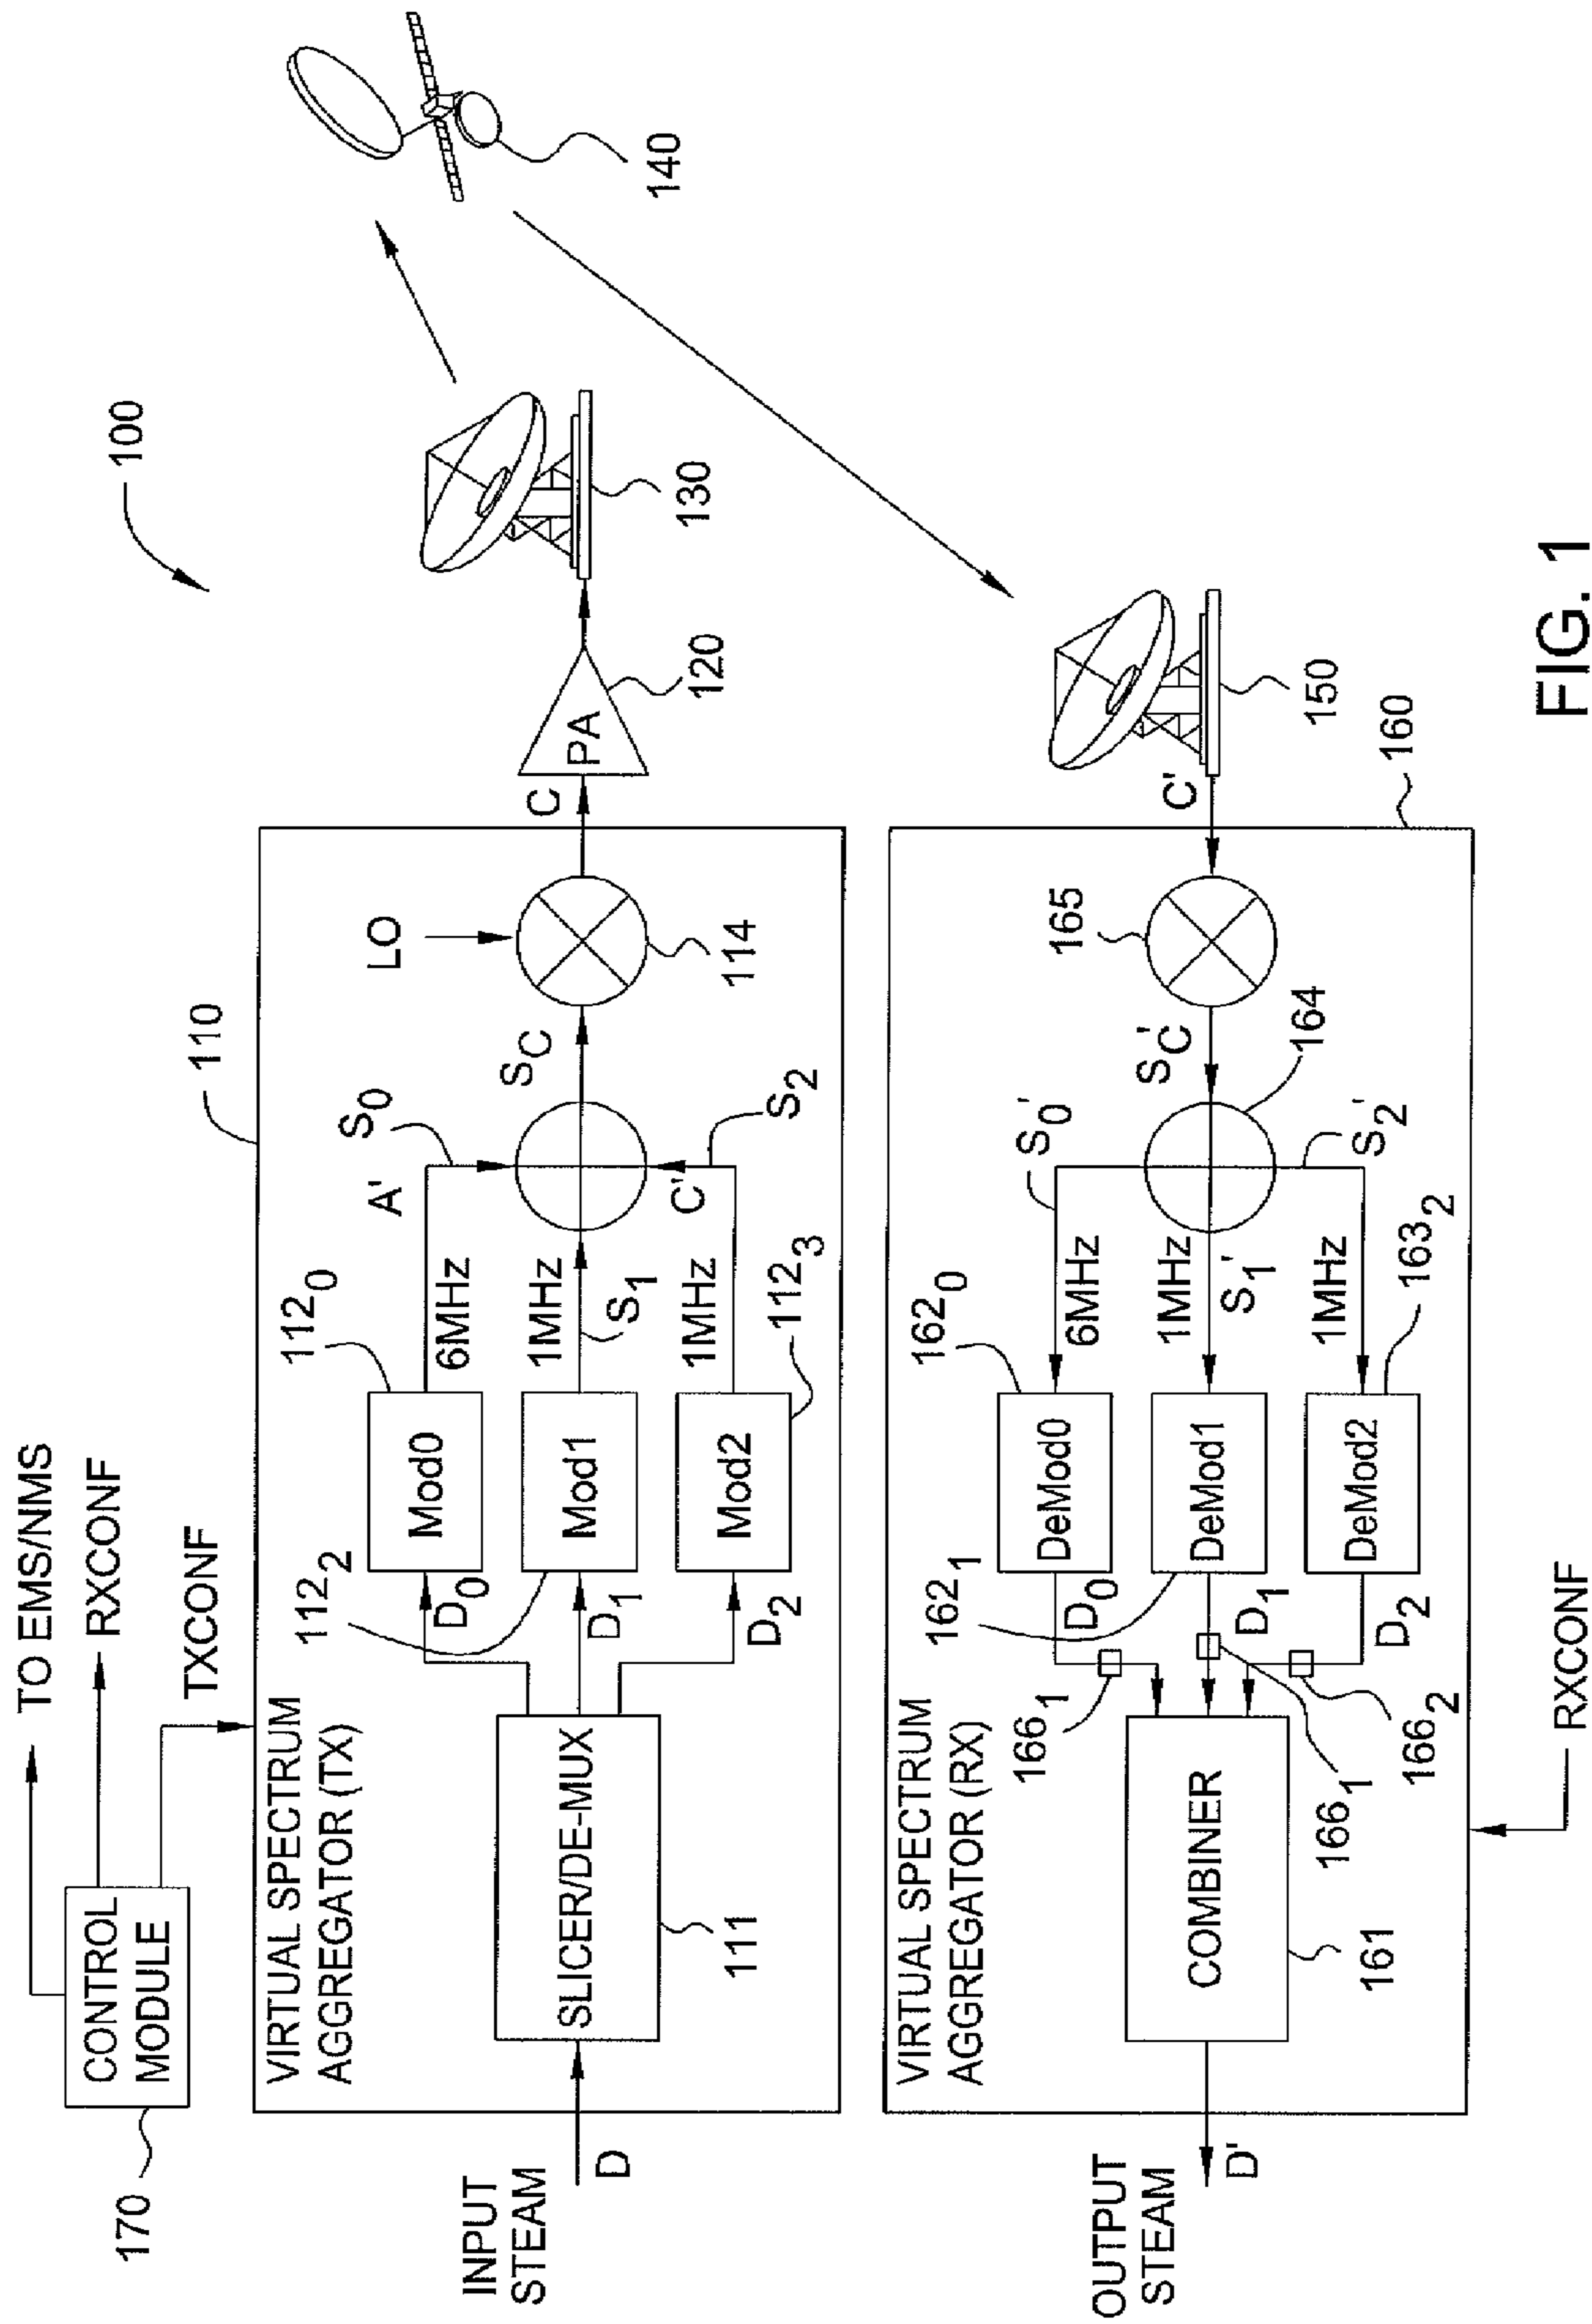 TO EMS/NMS
RXCONF
TXCONF
CONTROL
MODULE
170
100
110
VIRTUAL SPECTRUM
AGGREGATOR (TX)
INPUT
STEAM
D
SLICER/DE-MUX
111
D0
D1
D2
Mod0
Mod1
Mod2
1120
1122
1123
6MHz
1MHz
1MHz
A'
S0
S1
C'
S2
SC
LO
114
C
PA
120
130
140
VIRTUAL SPECTRUM
AGGREGATOR (RX)
OUTPUT
STEAM
D'
COMBINER
161
1661
1661
1662
D0
D1
D2
DeMod0
DeMod1
DeMod2
1620
1621
1632
6MHz
1MHz
1MHz
S0'
S1'
S2'
SC'
164
165
C'
150
160
RXCONF
FIG. 1